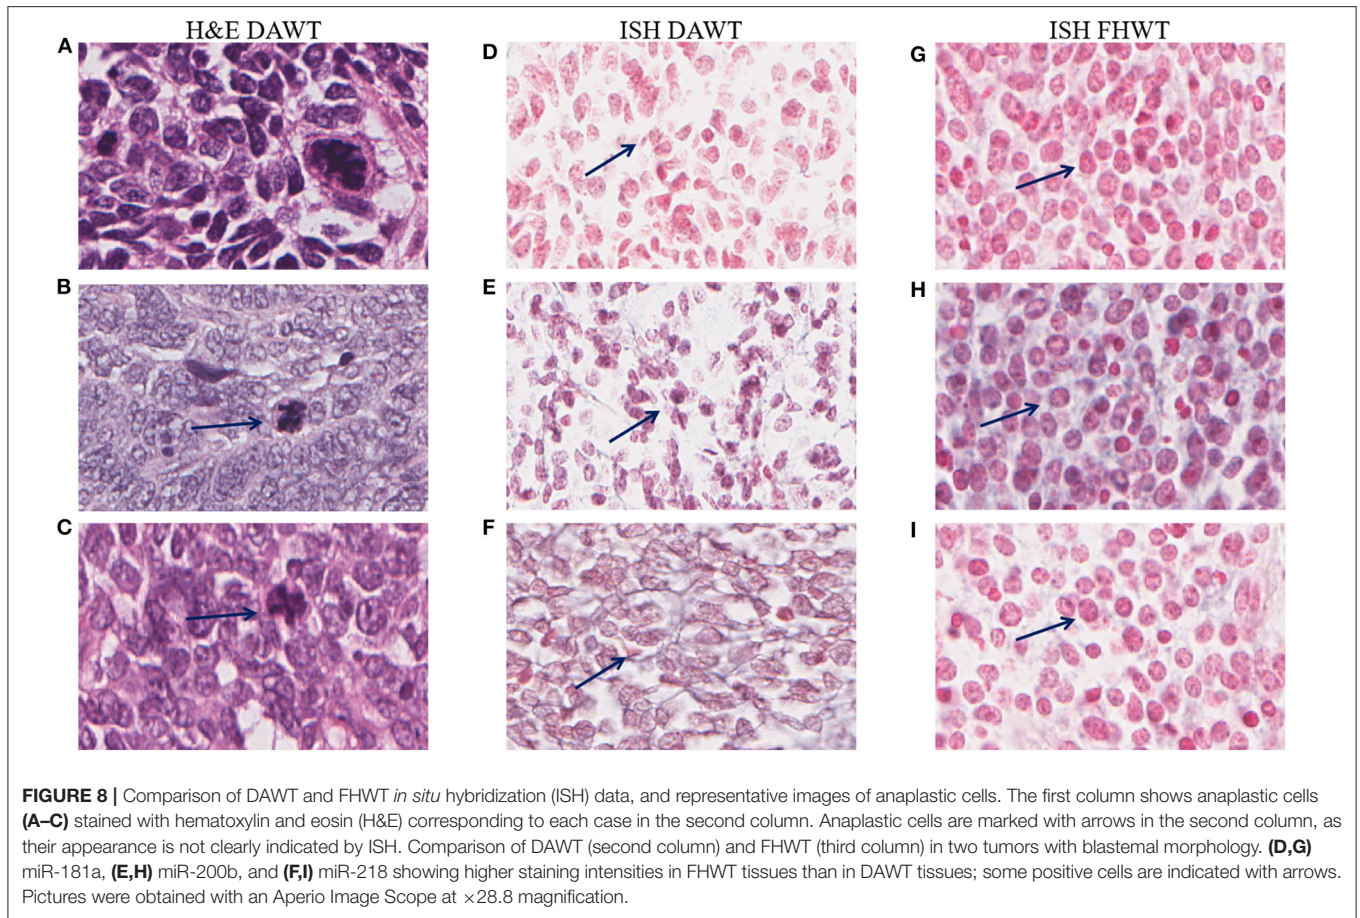 H&E DAWT
ISH DAWT
ISH FHWT
A
D
G
B
E
H
C
F
I
FIGURE 8 | Comparison of DAWT and FHWT in situ hybridization (ISH) data, and representative images of anaplastic cells. The first column shows anaplastic cells
(A–C) stained with hematoxylin and eosin (H&E) corresponding to each case in the second column. Anaplastic cells are marked with arrows in the second column, as
their appearance is not clearly indicated by ISH. Comparison of DAWT (second column) and FHWT (third column) in two tumors with blastemal morphology. (D,G)
miR-181a, (E,H) miR-200b, and (F,I) miR-218 showing higher staining intensities in FHWT tissues than in DAWT tissues; some positive cells are indicated with arrows.
Pictures were obtained with an Aperio Image Scope at ×28.8 magnification.